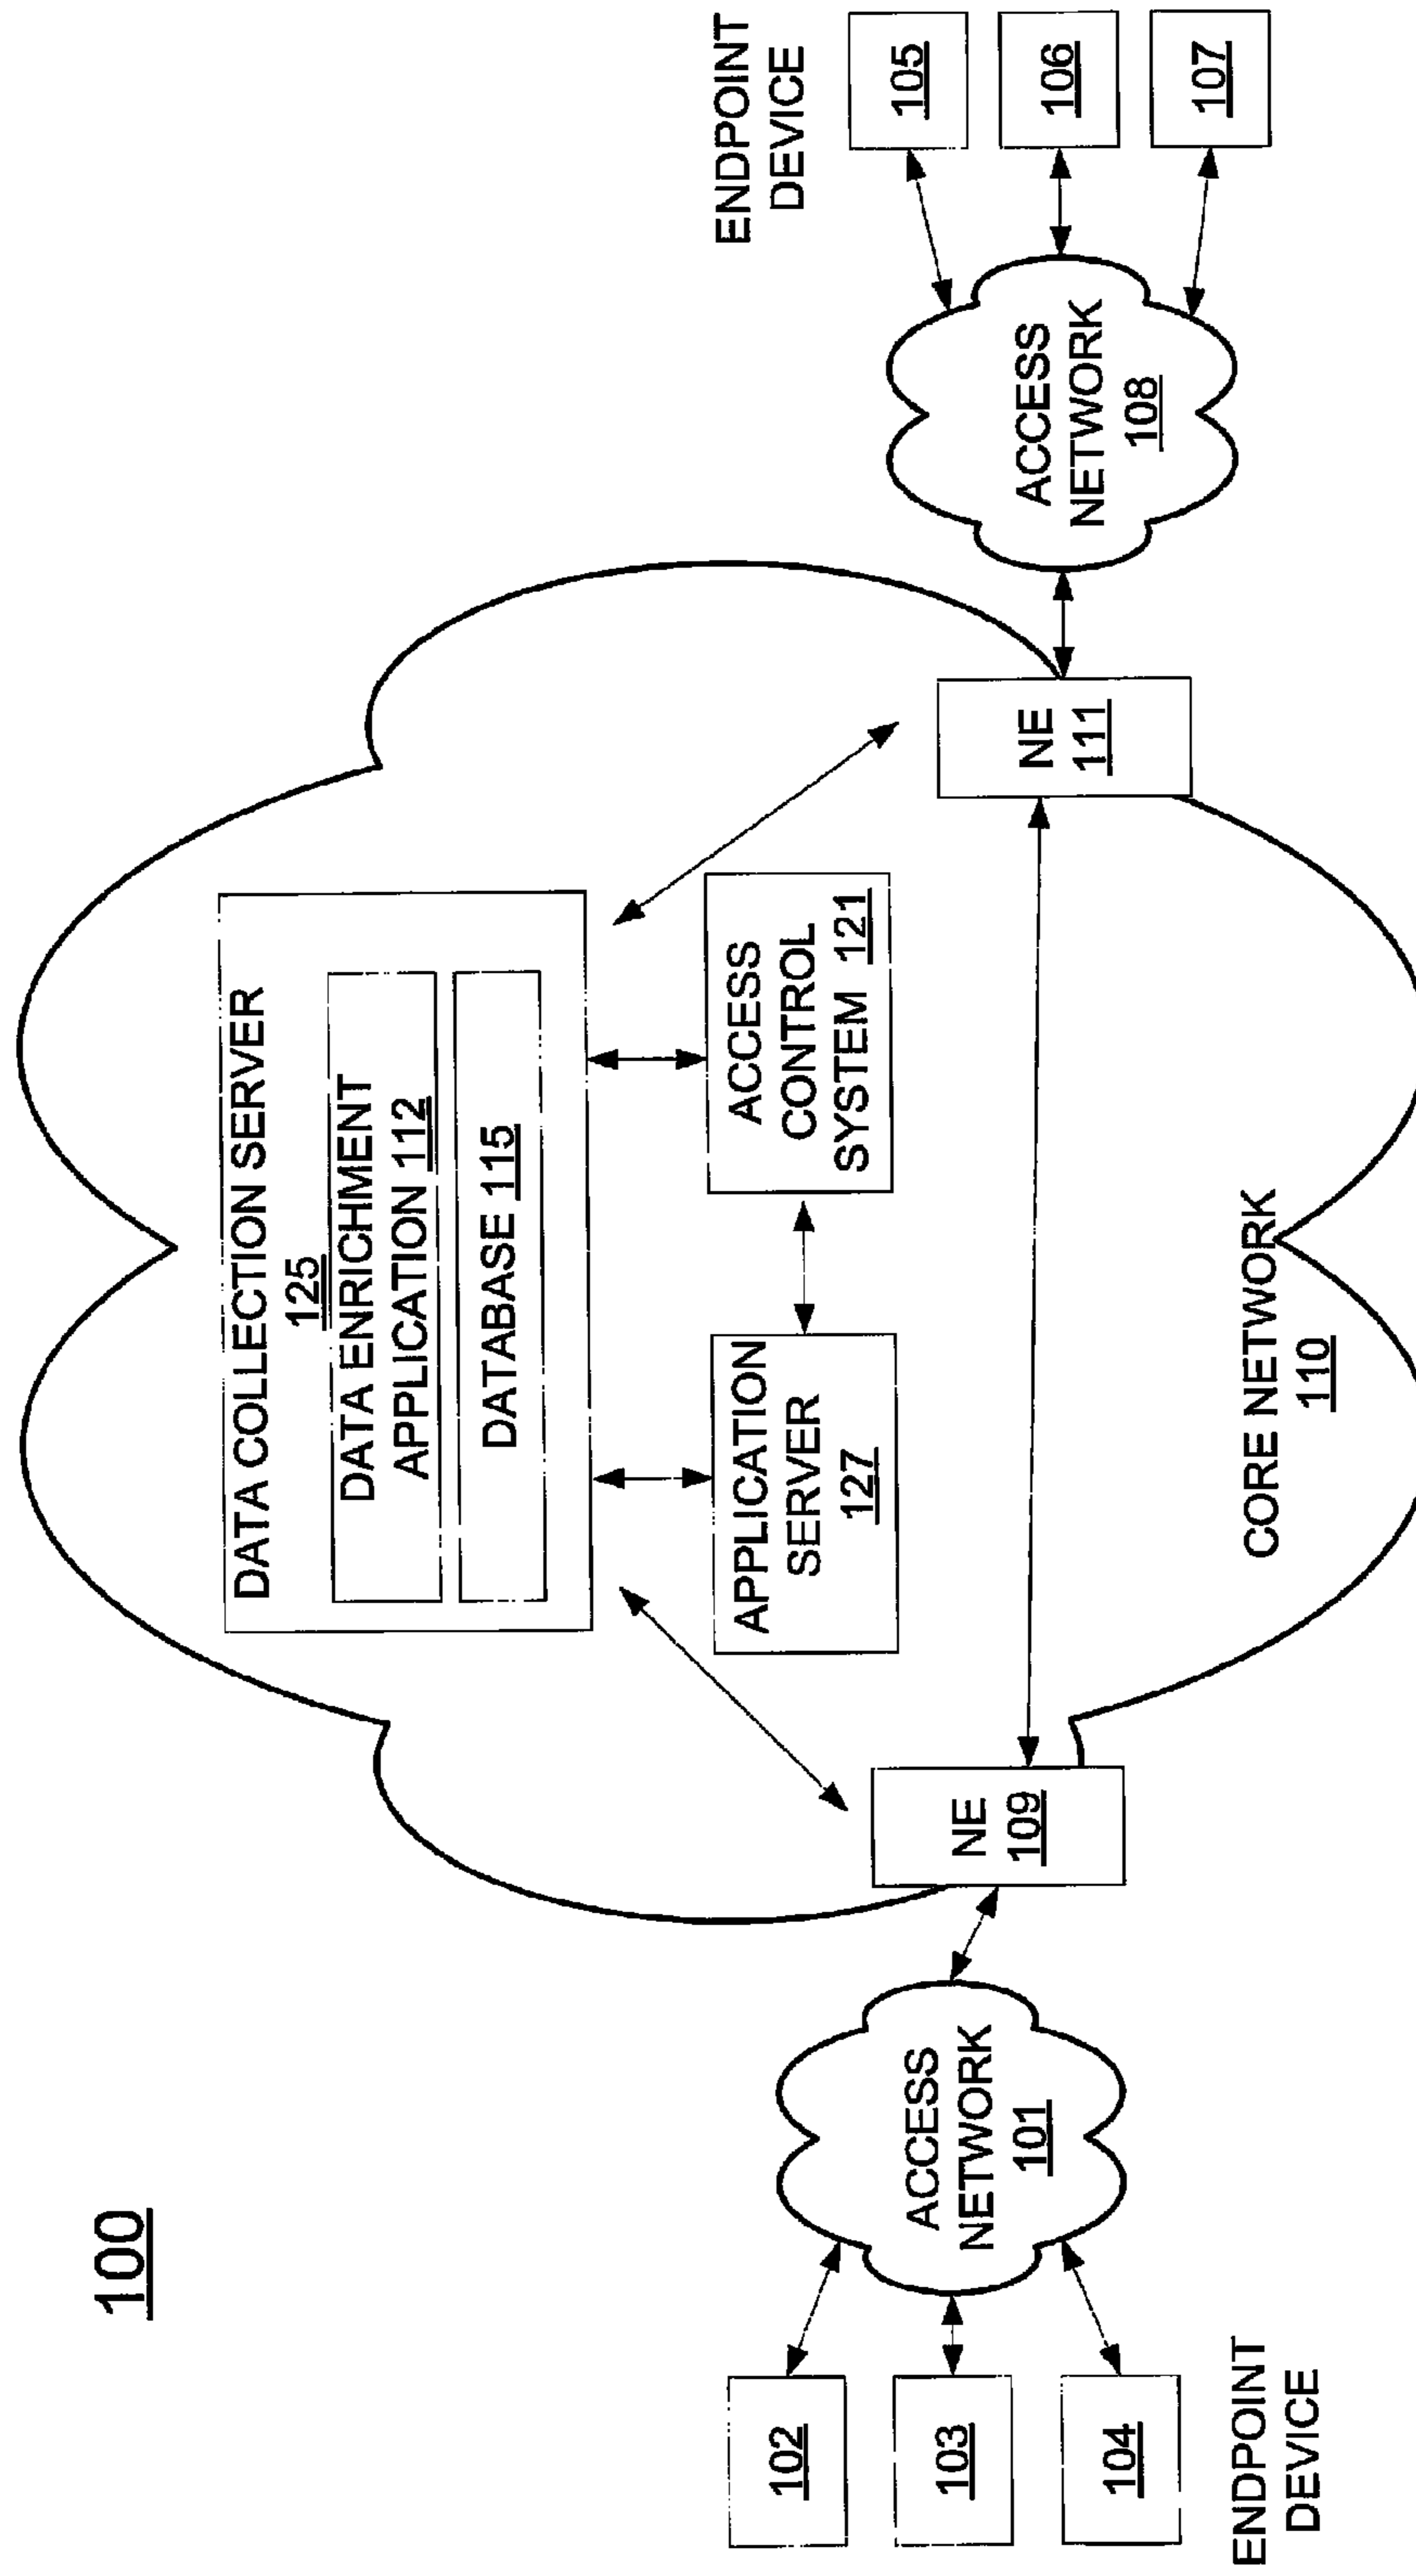 100
DATA COLLECTION SERVER
125
DATA ENRICHMENT
APPLICATION 112
DATABASE 115
APPLICATION
SERVER
127
ACCESS
CONTROL
SYSTEM 121
ENDPOINT
DEVICE
105
106
107
ACCESS
NETWORK
108
NE
111
NE
109
ACCESS
NETWORK
101
102
103
104
ENDPOINT
DEVICE
CORE NETWORK
110